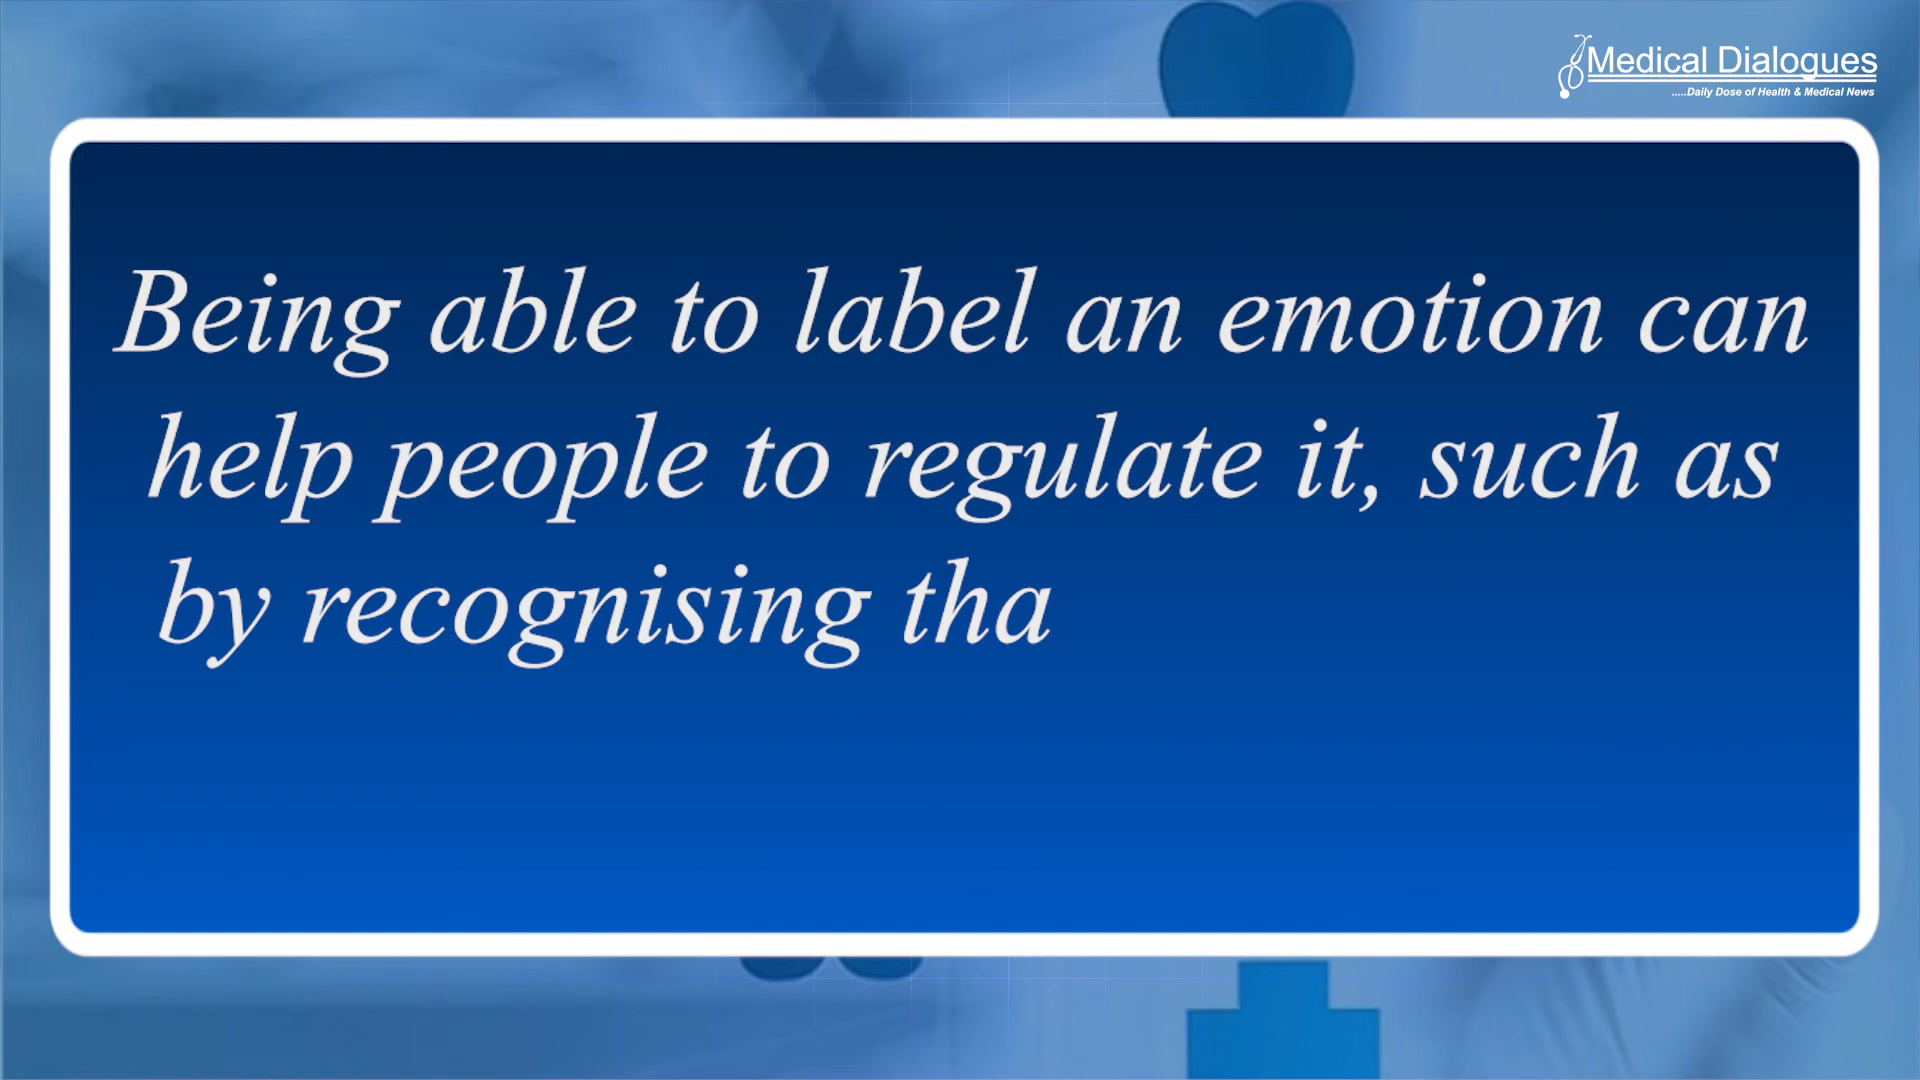 Medical Dialogues
.....Daily Dose of Health & Medical News
Being able to label an emotion can
help people to regulate it, such as
by recognising tha